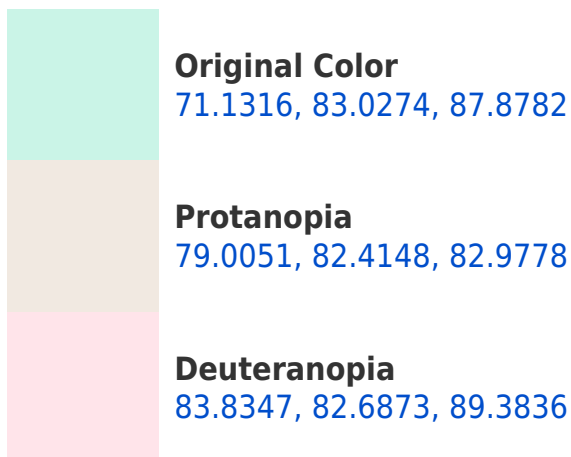 Original Color
71.1316, 83.0274, 87.8782
Protanopia
79.0051, 82.4148, 82.9778
Deuteranopia
83.8347, 82.6873, 89.3836